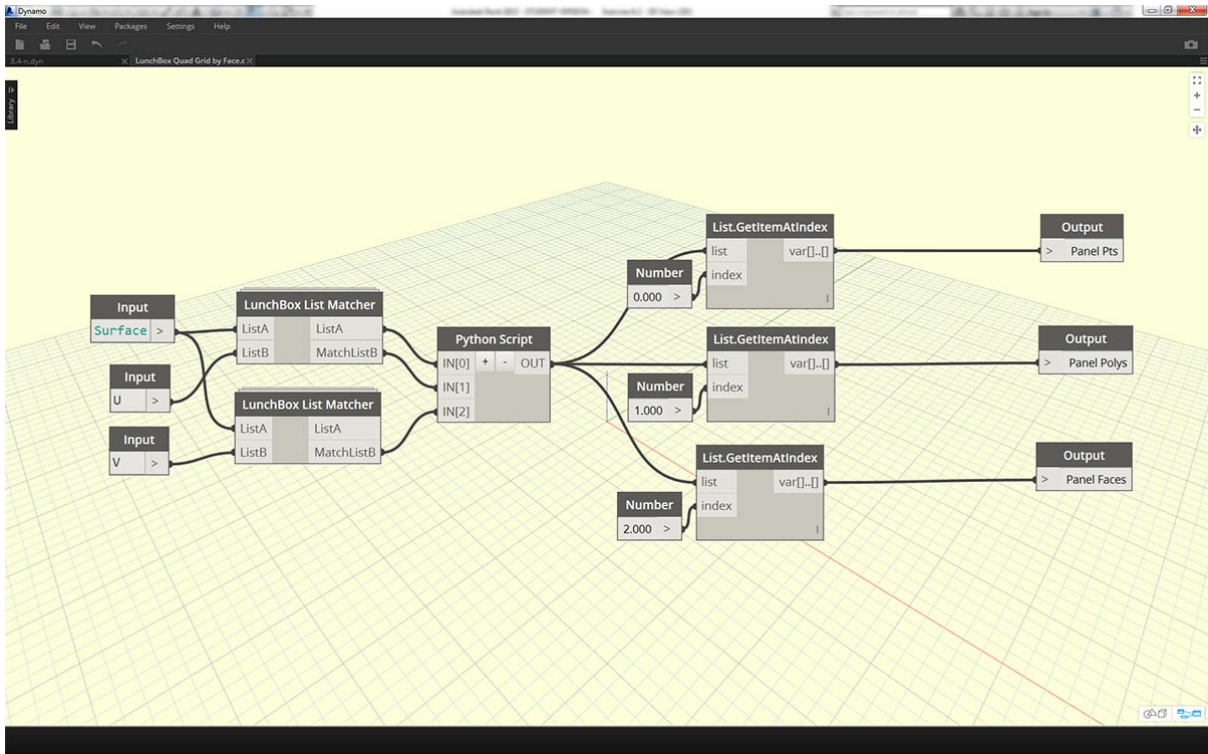 Dynamo
File Edit View Packages Settings Help
8.4-n.dyn X LunchBox Quad Grid by Face.c X
Library
List.GetItemAtIndex
list var[]..[]
index
Number
0.000 >
Output
> Panel Pts
Input
Surface >
Input
U >
Input
V >
LunchBox List Matcher
ListA ListA
ListB MatchListB
LunchBox List Matcher
ListA ListA
ListB MatchListB
Python Script
IN[0] + - OUT
IN[1]
IN[2]
List.GetItemAtIndex
list var[]..[]
index
Number
1.000 >
Output
> Panel Polys
List.GetItemAtIndex
list var[]..[]
index
Number
2.000 >
Output
> Panel Faces